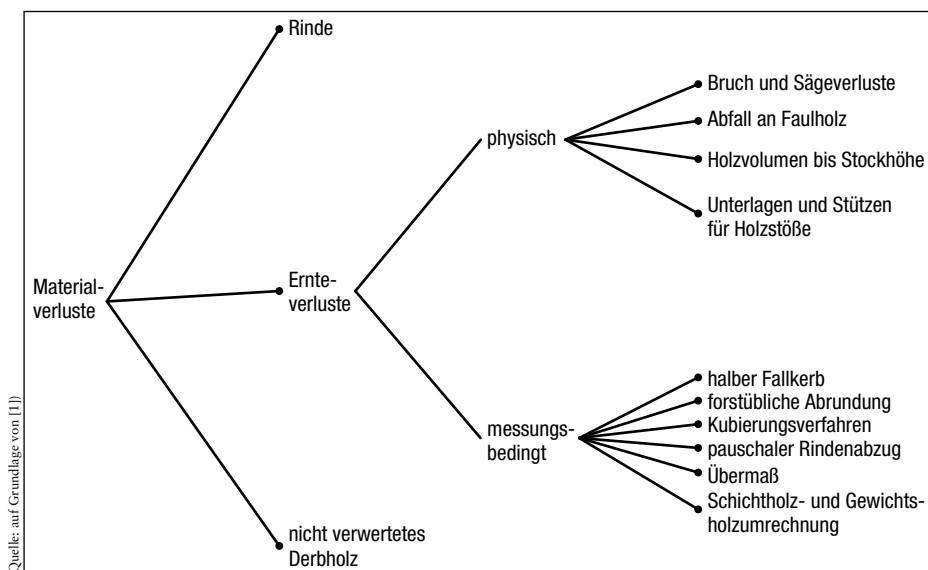 Rinde
Bruch und Sägeverluste
physisch
Abfall an Faulholz
Holzvolumen bis Stockhöhe
Unterlagen und Stützen
für Holzstöße
Material-
verluste
Ernte-
verluste
halber Fallkerb
forstübliche Abrundung
messungs-
bedingt
Kubierungsverfahren
pauschaler Rindenabzug
Übermaß
Schichtholz- und Gewichts-
holzumrechnung
nicht verwertetes
Derbholz
Quelle: auf Grundlage von [1])